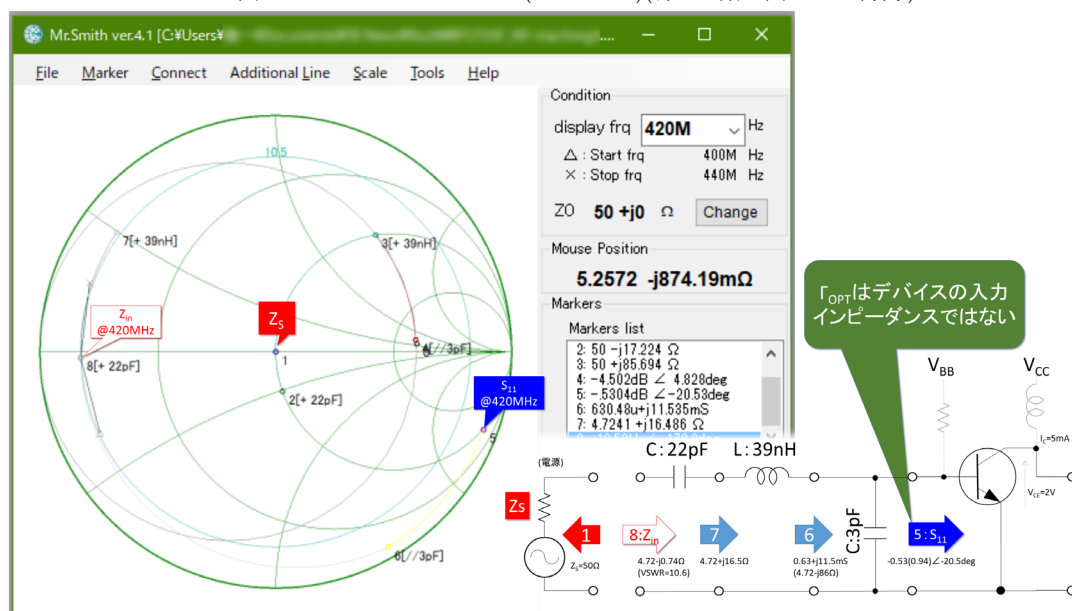 Mr.Smith ver.4.1 [C:¥Users¥
....
File Marker Connect Additional Line Scale Tools Help
Condition
display frq 420M Hz
△ : Start frq 400M Hz
× : Stop frq 440M Hz
Z0 50 +j0 Ω Change
Mouse Position
5.2572 -j874.19mΩ
Markers
Markers list
2: 50 -j17.224 Ω
3: 50 +j85.694 Ω
4: -4.502dB ∠ 4.828deg
5: -.5304dB ∠-20.53deg
6: 630.48u+j11.535mS
7: 4.7241 +j16.486 Ω
10.5
7[+ 39nH]
3[+ 39nH]
Zin
@420MHz
ZS
1
4[//3pF]
8[+ 22pF]
2[+ 22pF]
S11
@420MHz
5
6[//3pF]
ΓOPTはデバイスの入力
インピーダンスではない
VBB
VCC
IC=5mA
VCE=2V
C:22pF
L:39nH
C:3pF
(電源)
Zs
1
8:Zin
7
6
5:S11
ZS=50Ω
4.72-j0.74Ω
(VSWR=10.6)
4.72+j16.5Ω
0.63+j11.5mS
(4.72-j86Ω)
-0.53(0.94)∠-20.5deg